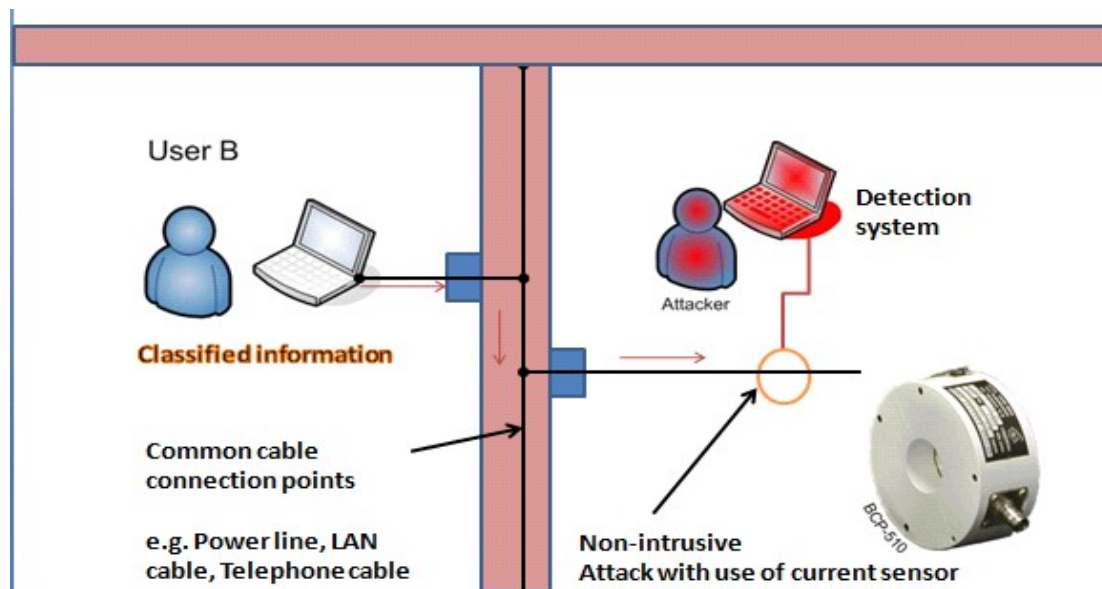 User B
Detection
system
Attacker
Classified information
Common cable
connection points
e.g. Power line, LAN
cable, Telephone cable
Non-intrusive
Attack with use of current sensor
BCP-510